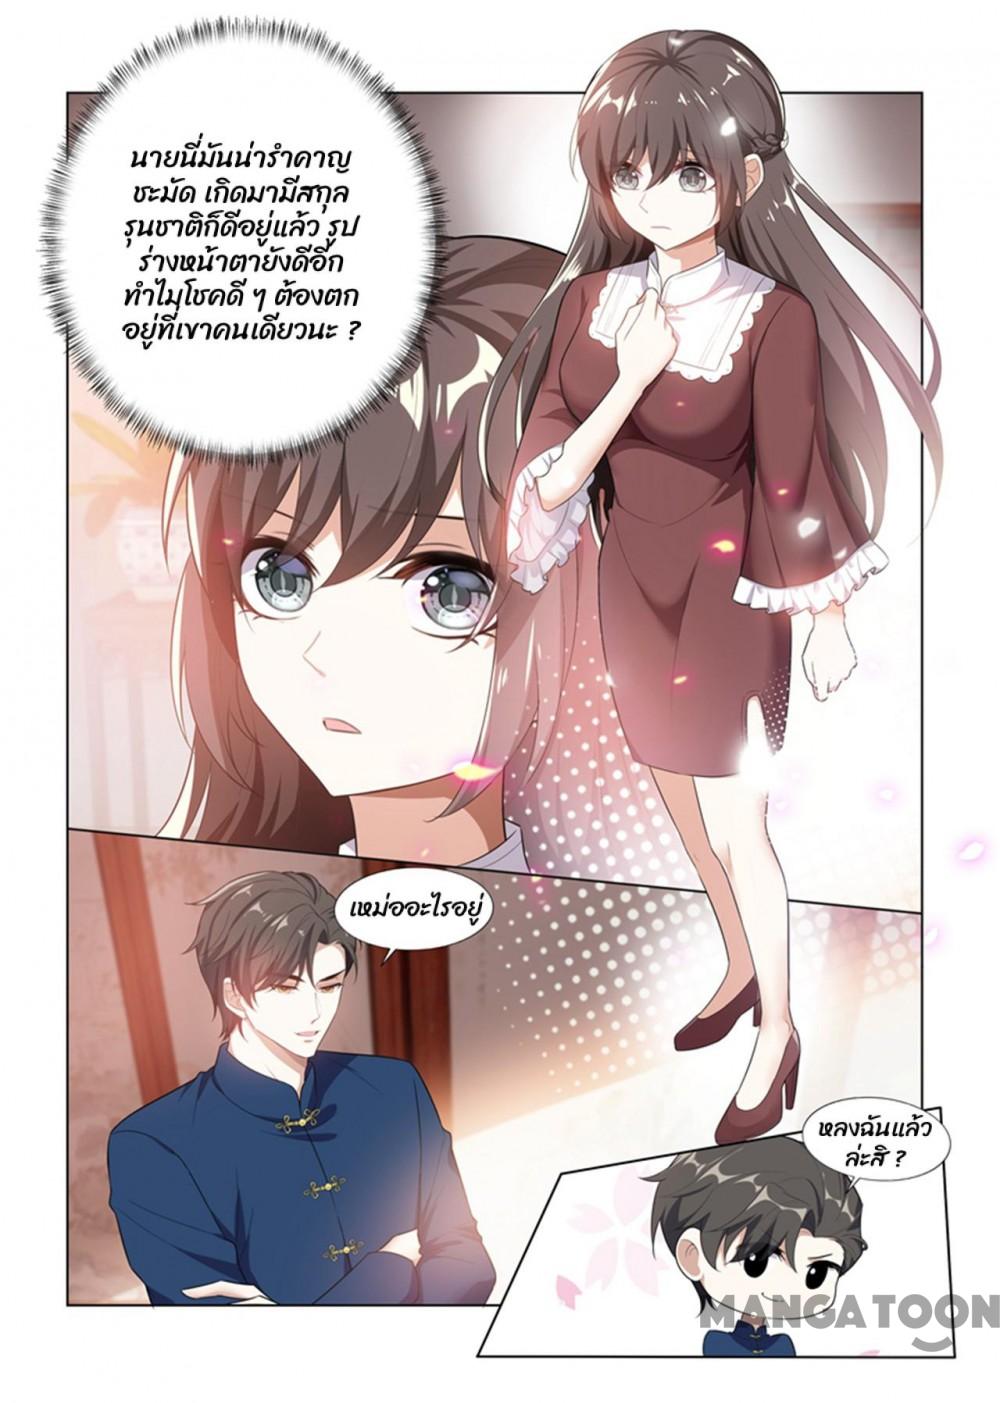 นายนี่มันน่ารำคาญ
ชะมัด เกิดมามีสกุล
รุนชาติก็ดีอยู่แล้ว รูป
ร่างหน้าตายังดีอีก
ทำไมโชคดี ๆ ต้องตก
อยู่ที่เขาคนเดียวนะ ?
เหม่ออะไรอยู่
หลงฉันแล้ว
ล่ะสิ ?
MANGATOON